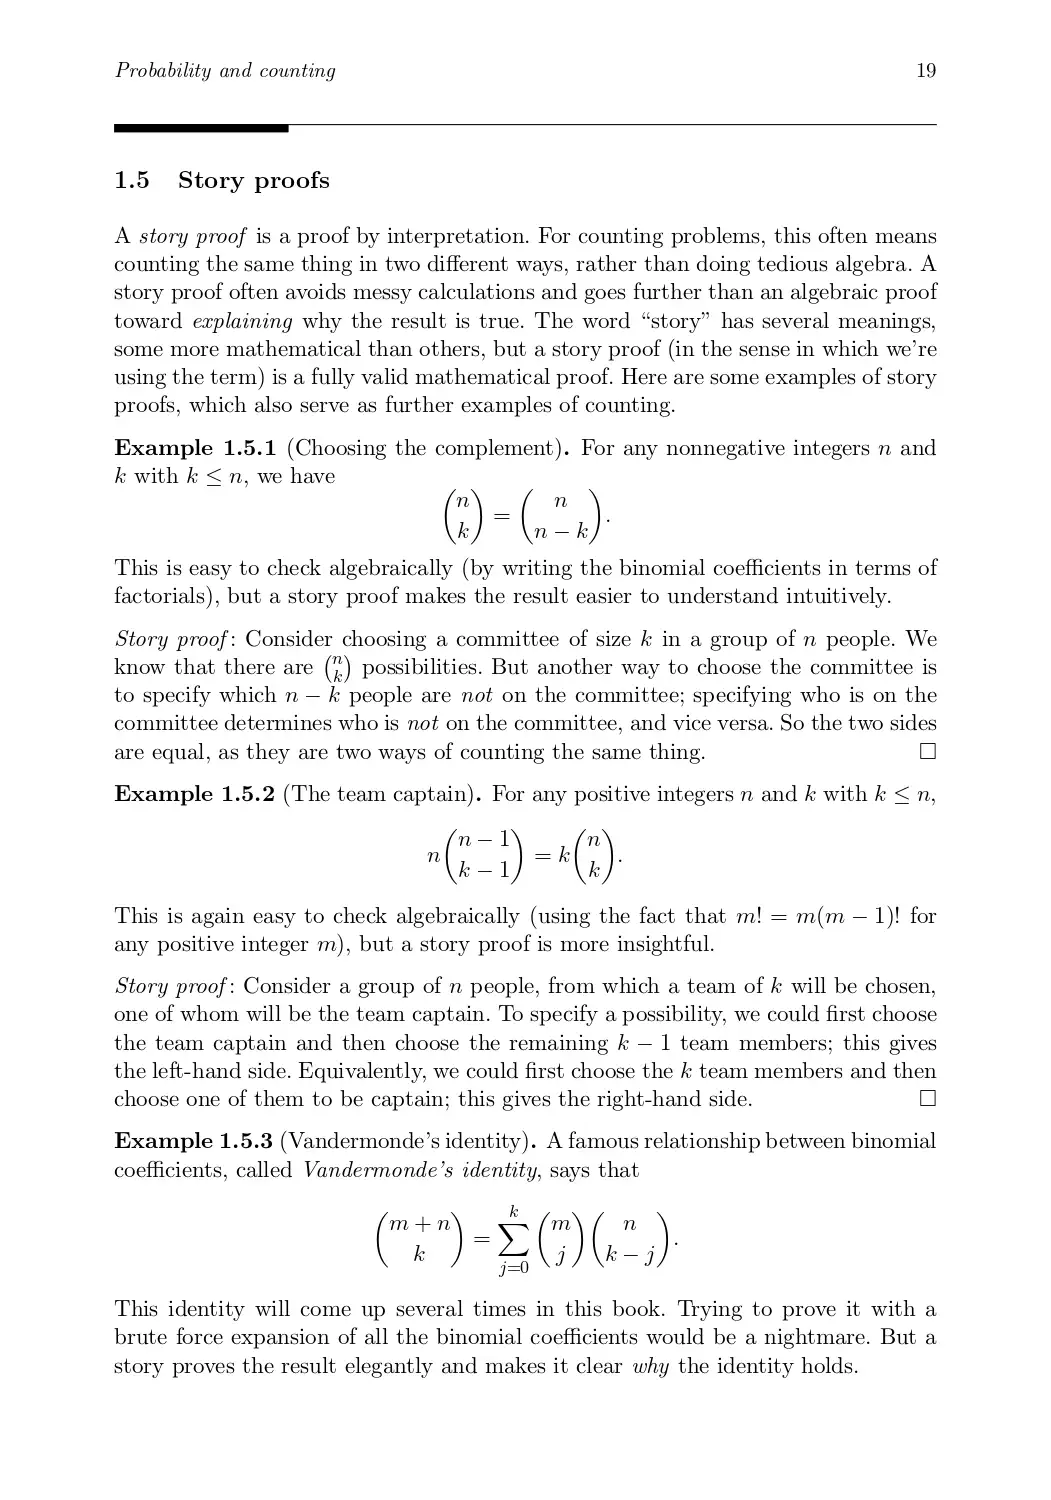 Probability and counting 19
1.5 Story proofs
A story proof is a proof by interpretation. For counting problems, this often means
counting the same thing in two different ways, rather than doing tedious algebra. A
story proof often avoids messy calculations and goes further than an algebraic proof
toward explaining why the result is true. The word “story” has several meanings,
some more mathematical than others, but a story proof (in the sense in which we’re
using the term) is a fully valid mathematical proof. Here are some examples of story
proofs, which also serve as further examples of counting.
Example 1.5.1 (Choosing the complement). For any nonnegative integers n and
k with k ≤ n, we have
$\binom{n}{k} = \binom{n}{n-k}.$
This is easy to check algebraically (by writing the binomial coefficients in terms of
factorials), but a story proof makes the result easier to understand intuitively.
Story proof: Consider choosing a committee of size k in a group of n people. We
know that there are $\binom{n}{k}$ possibilities. But another way to choose the committee is
to specify which n − k people are not on the committee; specifying who is on the
committee determines who is not on the committee, and vice versa. So the two sides
are equal, as they are two ways of counting the same thing. □
Example 1.5.2 (The team captain). For any positive integers n and k with k ≤ n,
$n\binom{n-1}{k-1} = k\binom{n}{k}.$
This is again easy to check algebraically (using the fact that m! = m(m − 1)! for
any positive integer m), but a story proof is more insightful.
Story proof: Consider a group of n people, from which a team of k will be chosen,
one of whom will be the team captain. To specify a possibility, we could first choose
the team captain and then choose the remaining k − 1 team members; this gives
the left-hand side. Equivalently, we could first choose the k team members and then
choose one of them to be captain; this gives the right-hand side. □
Example 1.5.3 (Vandermonde’s identity). A famous relationship between binomial
coefficients, called Vandermonde’s identity, says that
$\binom{m+n}{k} = \sum_{j=0}^{k} \binom{m}{j}\binom{n}{k-j}.$
This identity will come up several times in this book. Trying to prove it with a
brute force expansion of all the binomial coefficients would be a nightmare. But a
story proves the result elegantly and makes it clear why the identity holds.